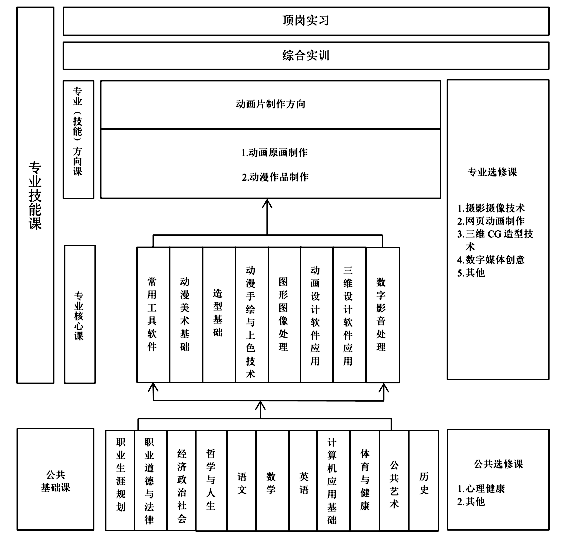 顶岗实习
综合实训
专业技能课
专业（技能）方向课
动画片制作方向
1.动画原画制作
2.动漫作品制作
专业选修课
1.摄影摄像技术
2.网页动画制作
3.三维 CG 造型技
术
4.数字媒体创意
5.其他
专业核心课
常用工具软件
动漫美术基础
造型基础
动漫手绘与上色技术
图形图像处理
动画设计软件应用
三维设计软件应用
数字影音处理
公共
基础课
职业生涯规划
职业道德与法律
经济政治社会
哲学与人生
语文
数学
英语
计算机应用基础
体育与健康
公共艺术
历史
公共选修课
1.心理健康
2.其他